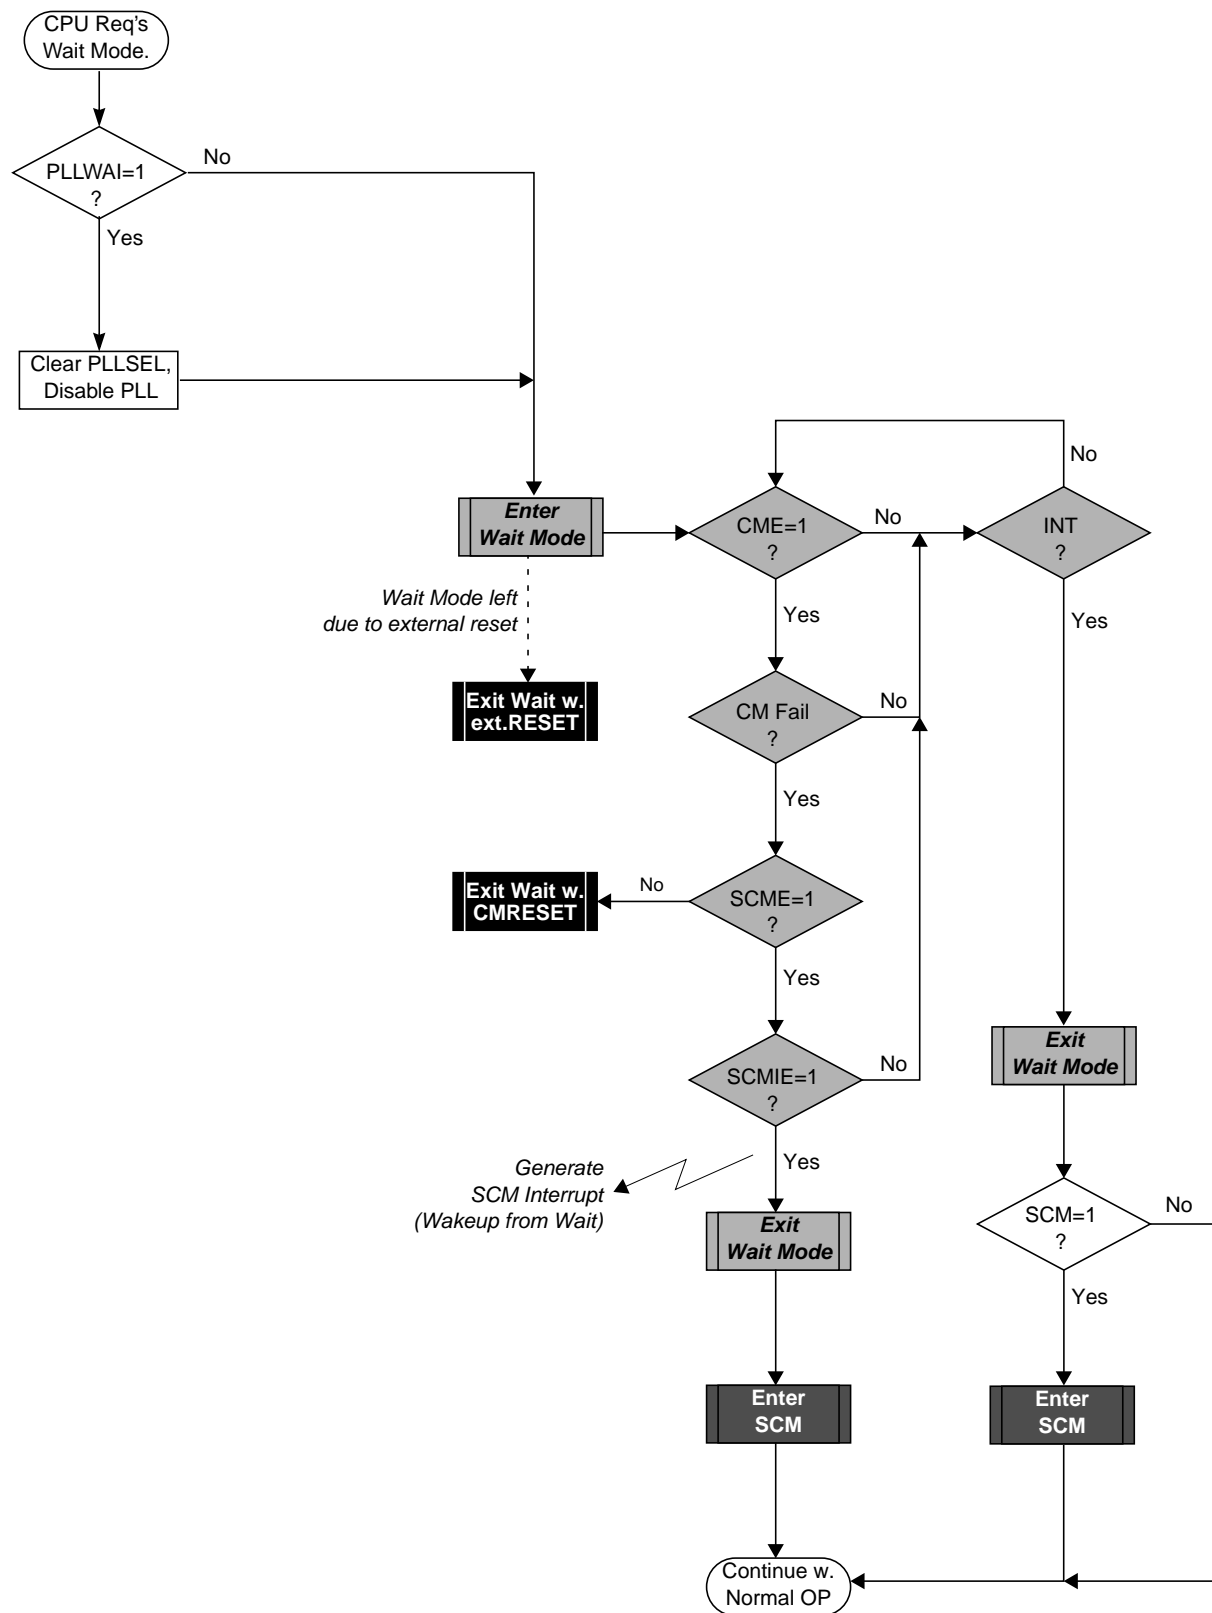 CPU Req's
Wait Mode.
PLLWAI=1
?
No
Yes
Clear PLLSEL,
Disable PLL
Enter
Wait Mode
Wait Mode left
due to external reset
Exit Wait w.
ext.RESET
CME=1
?
No
Yes
INT
?
No
Yes
CM Fail
?
No
Yes
SCME=1
?
No
Yes
Exit Wait w.
CMRESET
SCMIE=1
?
No
Yes
Generate
SCM Interrupt
(Wakeup from Wait)
Exit
Wait Mode
Enter
SCM
Exit
Wait Mode
SCM=1
?
No
Yes
Enter
SCM
Continue w.
Normal OP